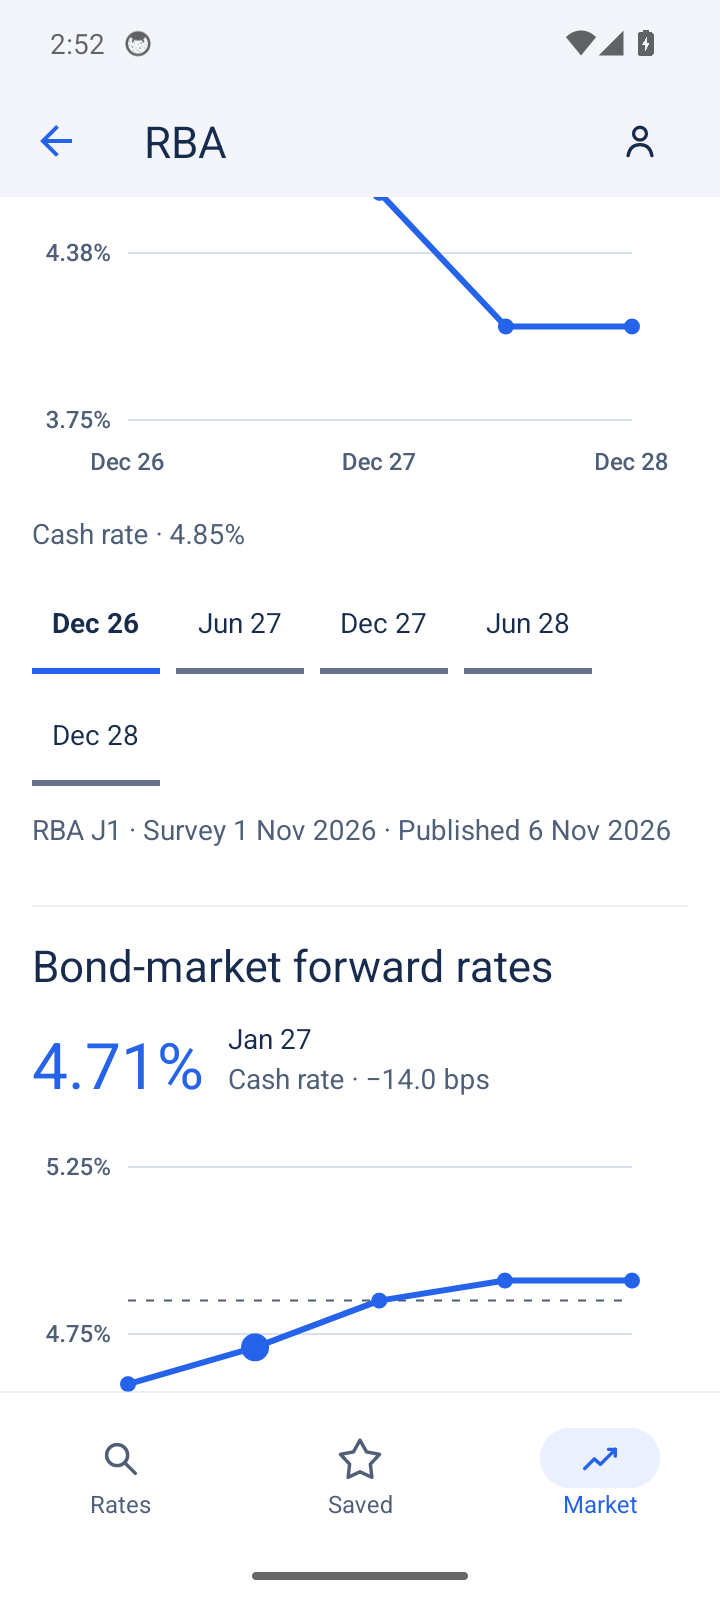 2:52
RBA
4.38%
3.75%
Dec 26 Dec 27 Dec 28
Cash rate · 4.85%
Dec 26 Jun 27 Dec 27 Jun 28
Dec 28
RBA J1 · Survey 1 Nov 2026 · Published 6 Nov 2026
Bond-market forward rates
4.71%
Jan 27
Cash rate · −14.0 bps
5.25%
4.75%
Rates Saved Market